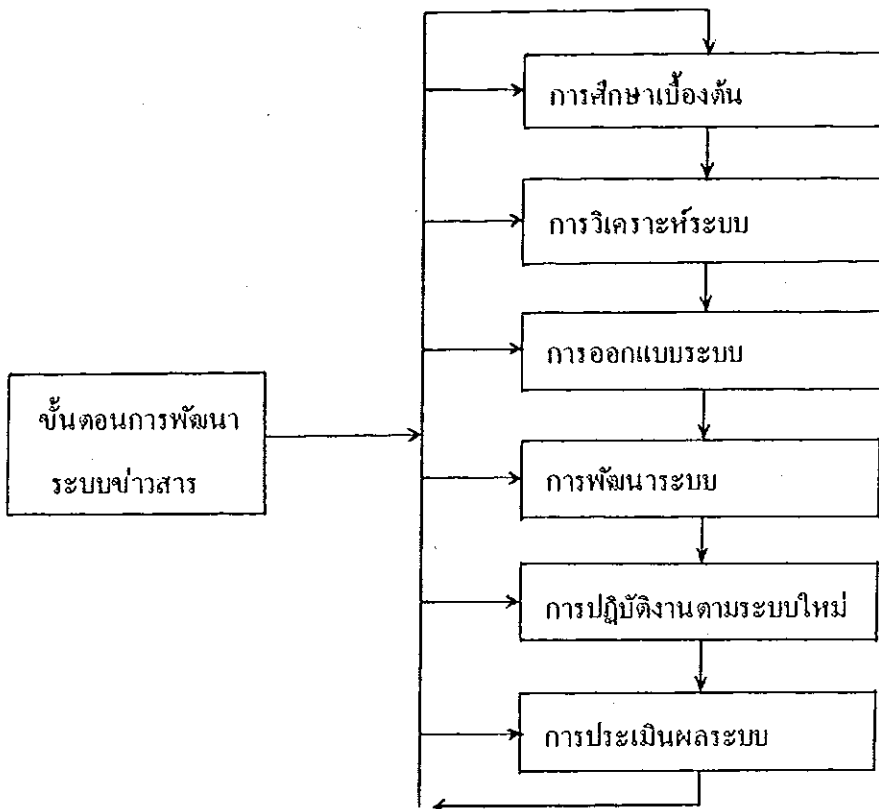 การศึกษาเบื้องต้น
การวิเคราะห์ระบบ
การออกแบบระบบ
ขั้นตอนการพัฒนา
ระบบข่าวสาร
การพัฒนาระบบ
การปฏิบัติงานตามระบบใหม่
การประเมินผลระบบ